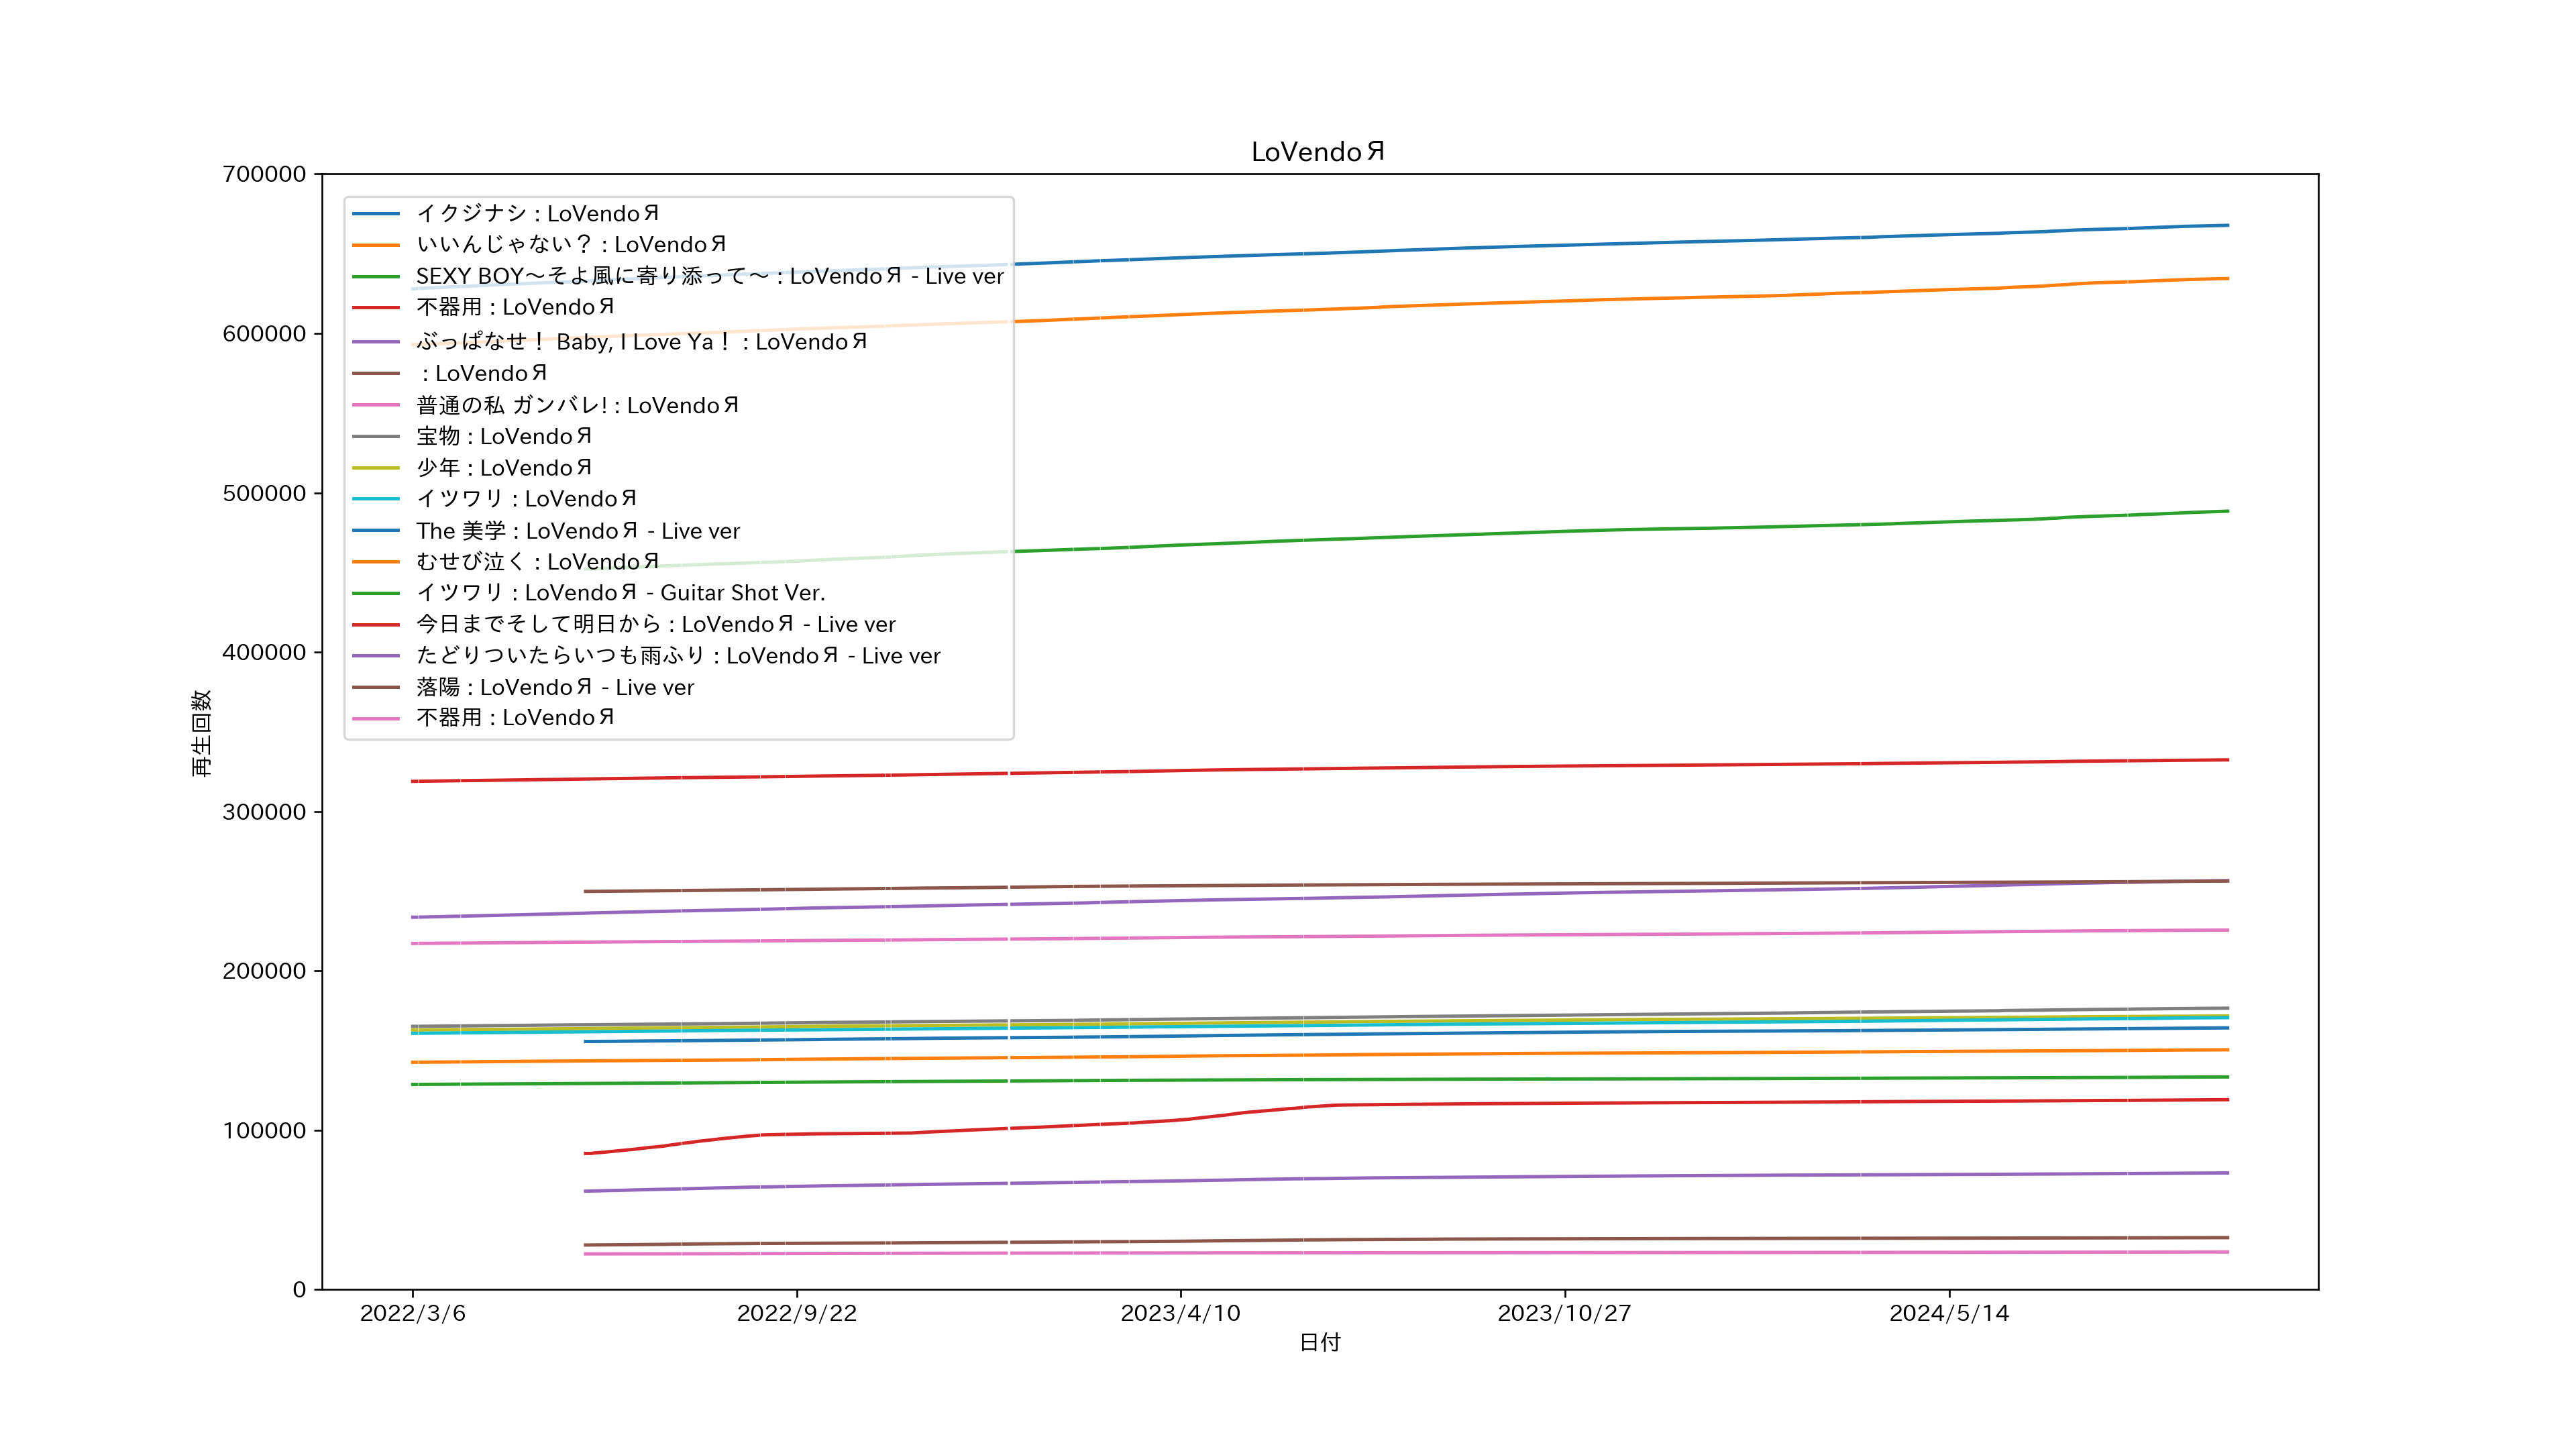 LoVendoЯ
700000
600000
500000
400000
300000
200000
100000
0
再生回数
イクジナシ : LoVendoЯ
いいんじゃない？ : LoVendoЯ
SEXY BOY～そよ風に寄り添って～ : LoVendoЯ - Live ver
不器用 : LoVendoЯ
ぶっぱなせ！ Baby, I Love Ya！ : LoVendoЯ
: LoVendoЯ
普通の私 ガンバレ! : LoVendoЯ
宝物 : LoVendoЯ
少年 : LoVendoЯ
イツワリ : LoVendoЯ
The 美学 : LoVendoЯ - Live ver
むせび泣く : LoVendoЯ
イツワリ : LoVendoЯ - Guitar Shot Ver.
今日までそして明日から : LoVendoЯ - Live ver
たどりついたらいつも雨ふり : LoVendoЯ - Live ver
落陽 : LoVendoЯ - Live ver
不器用 : LoVendoЯ
2022/3/6 2022/9/22 2023/4/10 2023/10/27 2024/5/14
日付